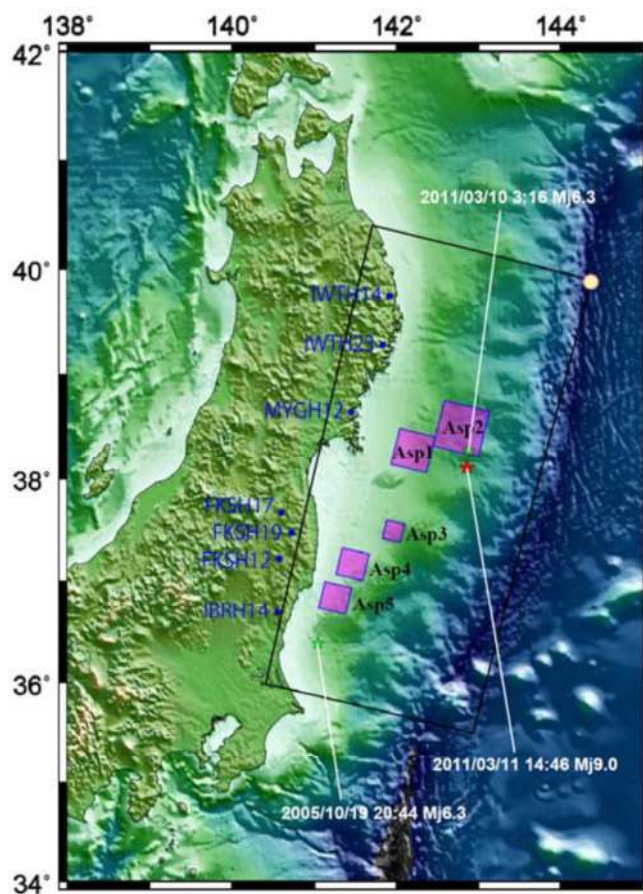 138° 140° 142° 144°
42°
2011/03/10 3:16 Mj6.3
40°
IWTH14
IWTH23
MYGH12
Asp2
Asp1
38°
FKSH17
FKSH19
Asp3
FKSH12
Asp4
IBRH14
Asp5
36°
2011/03/11 14:46 Mj9.0
2005/10/19 20:44 Mj6.3
34°